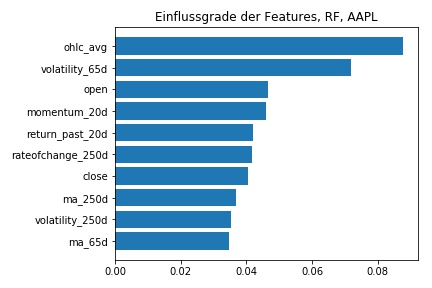 Einflussgrade der Features, RF, AAPL
ohlc_avg
volatility_65d
open
momentum_20d
return_past_20d
rateofchange_250d
close
ma_250d
volatility_250d
ma_65d
0.00 0.02 0.04 0.06 0.08